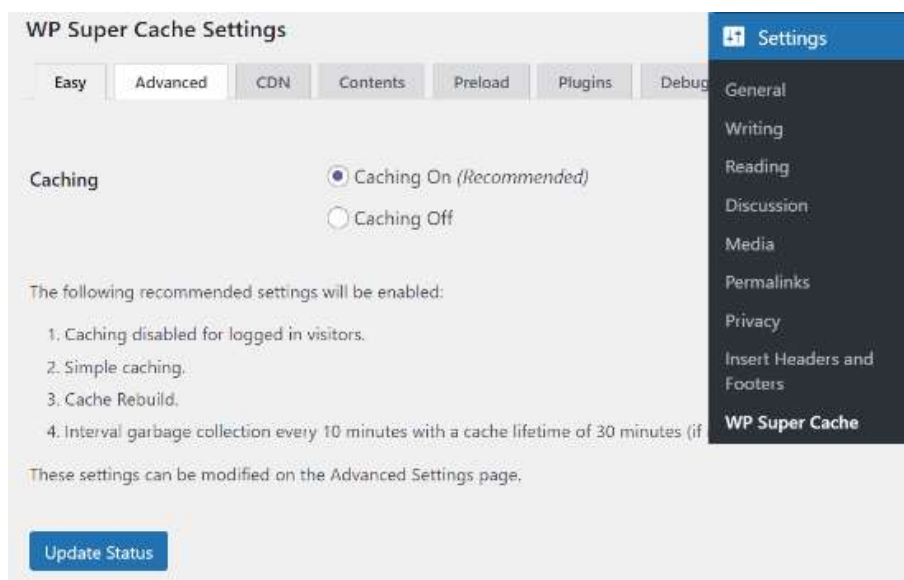 WP Super Cache Settings
Easy
Advanced
CDN
Contents
Preload
Plugins
Debug
Caching
Caching On (Recommended)
Caching Off
The following recommended settings will be enabled:
1. Caching disabled for logged in visitors.
2. Simple caching.
3. Cache Rebuild.
4. Interval garbage collection every 10 minutes with a cache lifetime of 30 minutes (if
These settings can be modified on the Advanced Settings page.
Update Status
Settings
General
Writing
Reading
Discussion
Media
Permalinks
Privacy
Insert Headers and
Footers
WP Super Cache